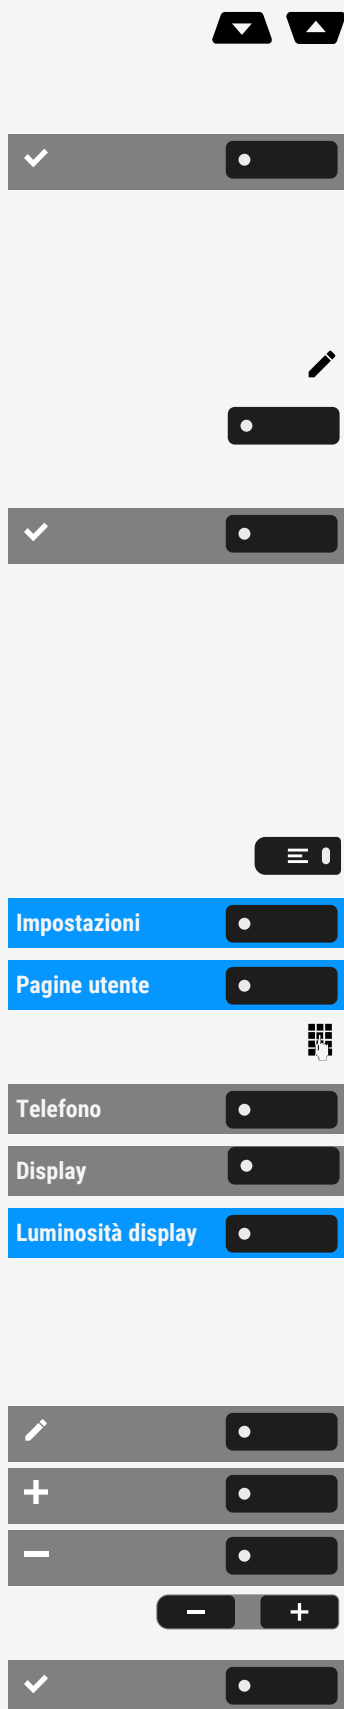 Impostazioni
Pagine utente
Telefono
Display
Luminosità display